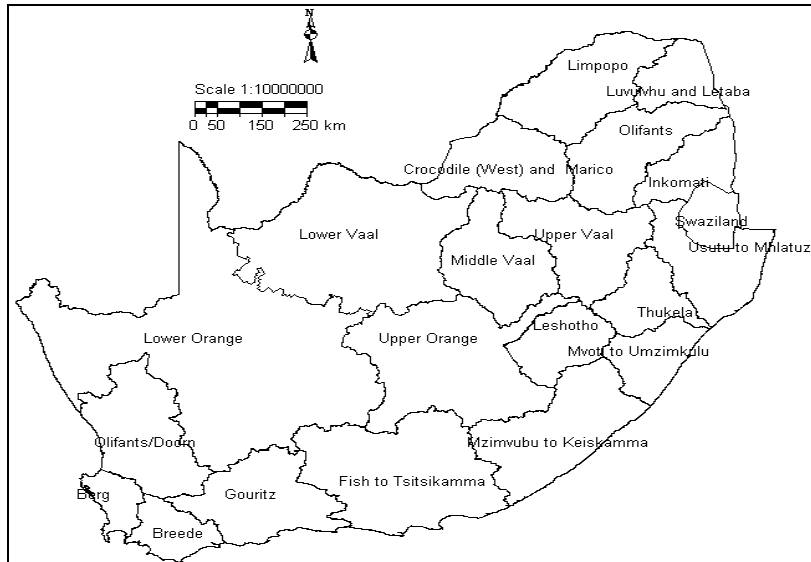 N
Scale 1:10000000
0 50 150 250 km
Limpopo
Luvuvhu and Letaba
Olifants
Crocodile (West) and Marico
Inkomati
Swaziland
Lower Vaal
Upper Vaal
Usutu to Mhlatuz
Middle Vaal
Thukela
Leshotho
Lower Orange
Upper Orange
Mvoti to Umzimkulu
Olifants/Doorn
Mzimvubu to Keiskamma
Fish to Tsitsikamma
Berg
Gouritz
Breede